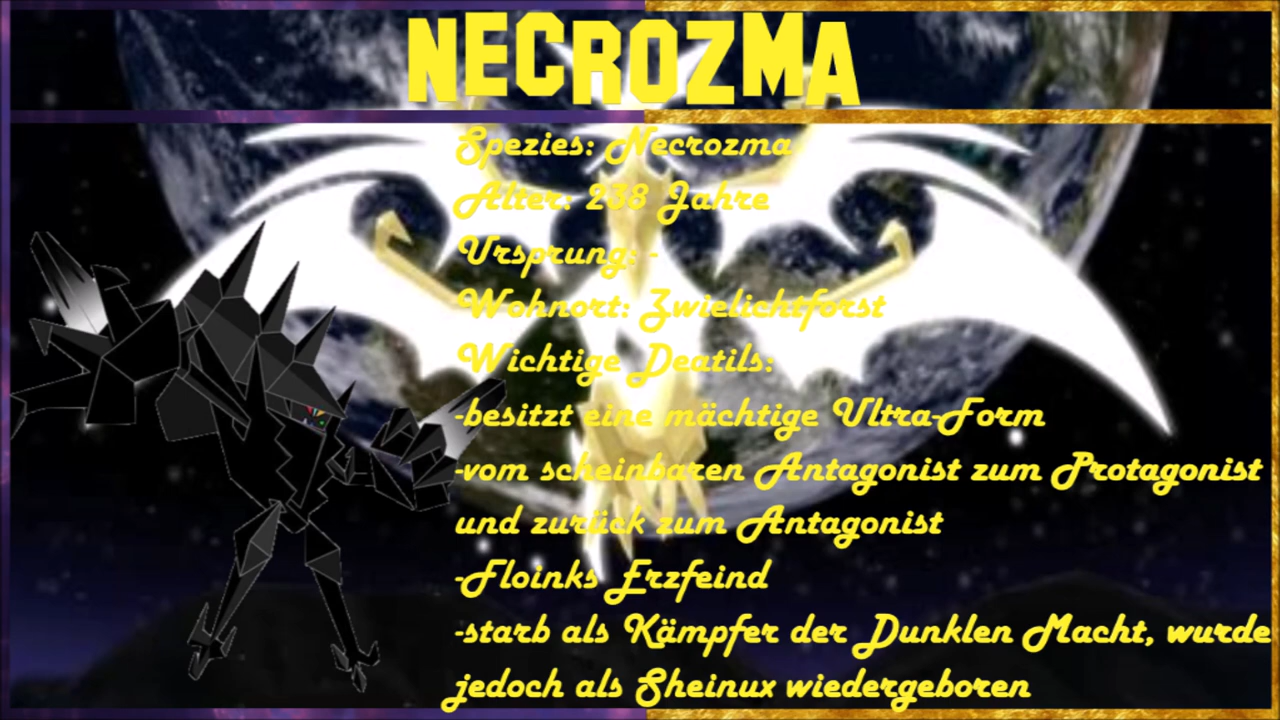 NECROZMA
Spezies: Necrozma
Alter: 238 Jahre
Ursprung: -
Wohnort: Zwielichtforst
Wichtige Deatils:
-besitzt eine mächtige Ultra-Form
-vom scheinbaren Antagonist zum Protagonist
und zurück zum Antagonist
-Floinks Erzfeind
-starb als Kämpfer der Dunklen Macht, wurde
jedoch als Sheinux wiedergeboren